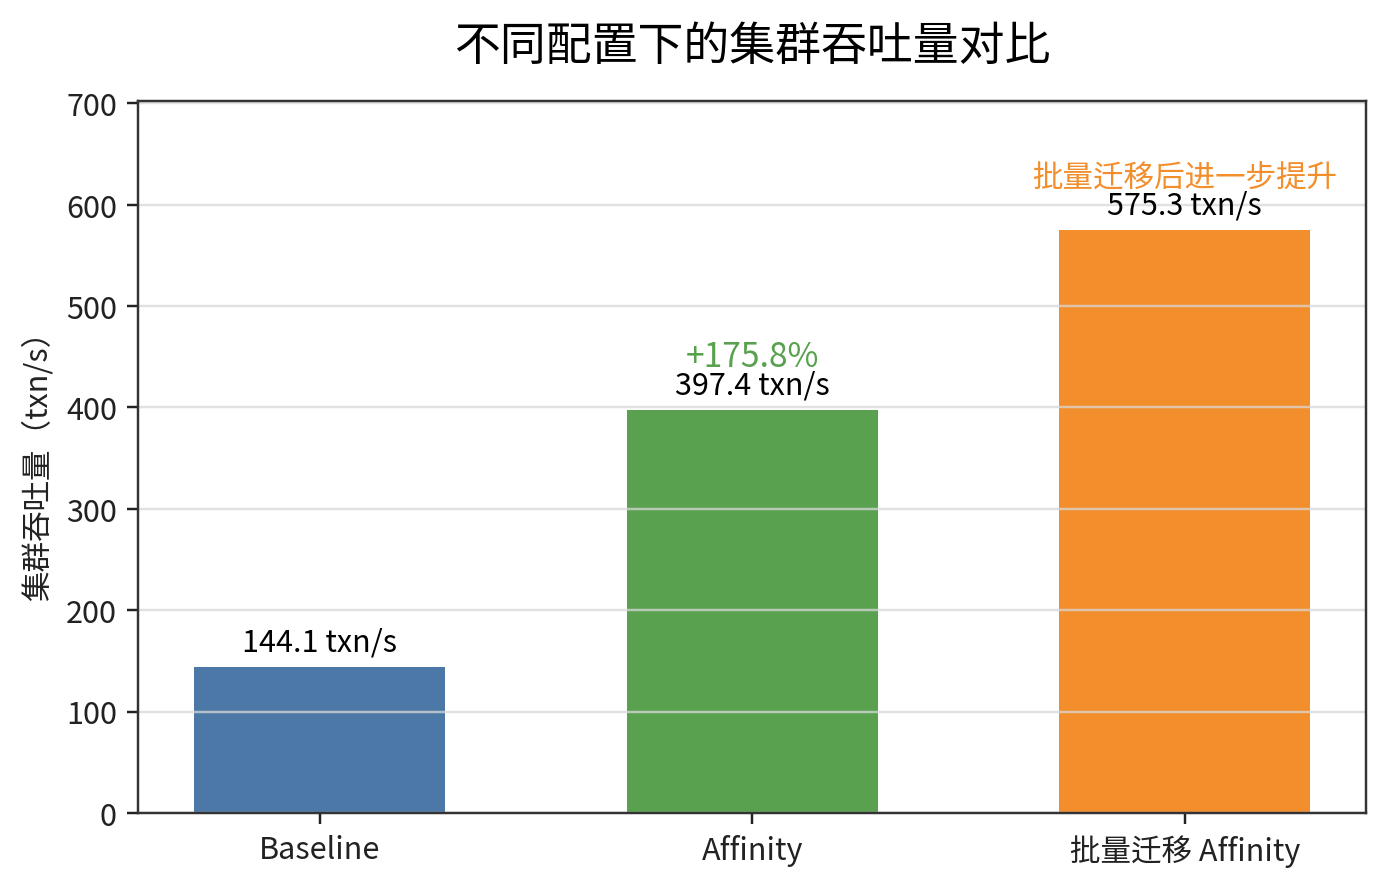 不同配置下的集群吞吐量对比
集群吞吐量（txn/s）
700
600
500
400
300
200
100
0
144.1 txn/s
+175.8%
397.4 txn/s
批量迁移后进一步提升
575.3 txn/s
Baseline
Affinity
批量迁移 Affinity